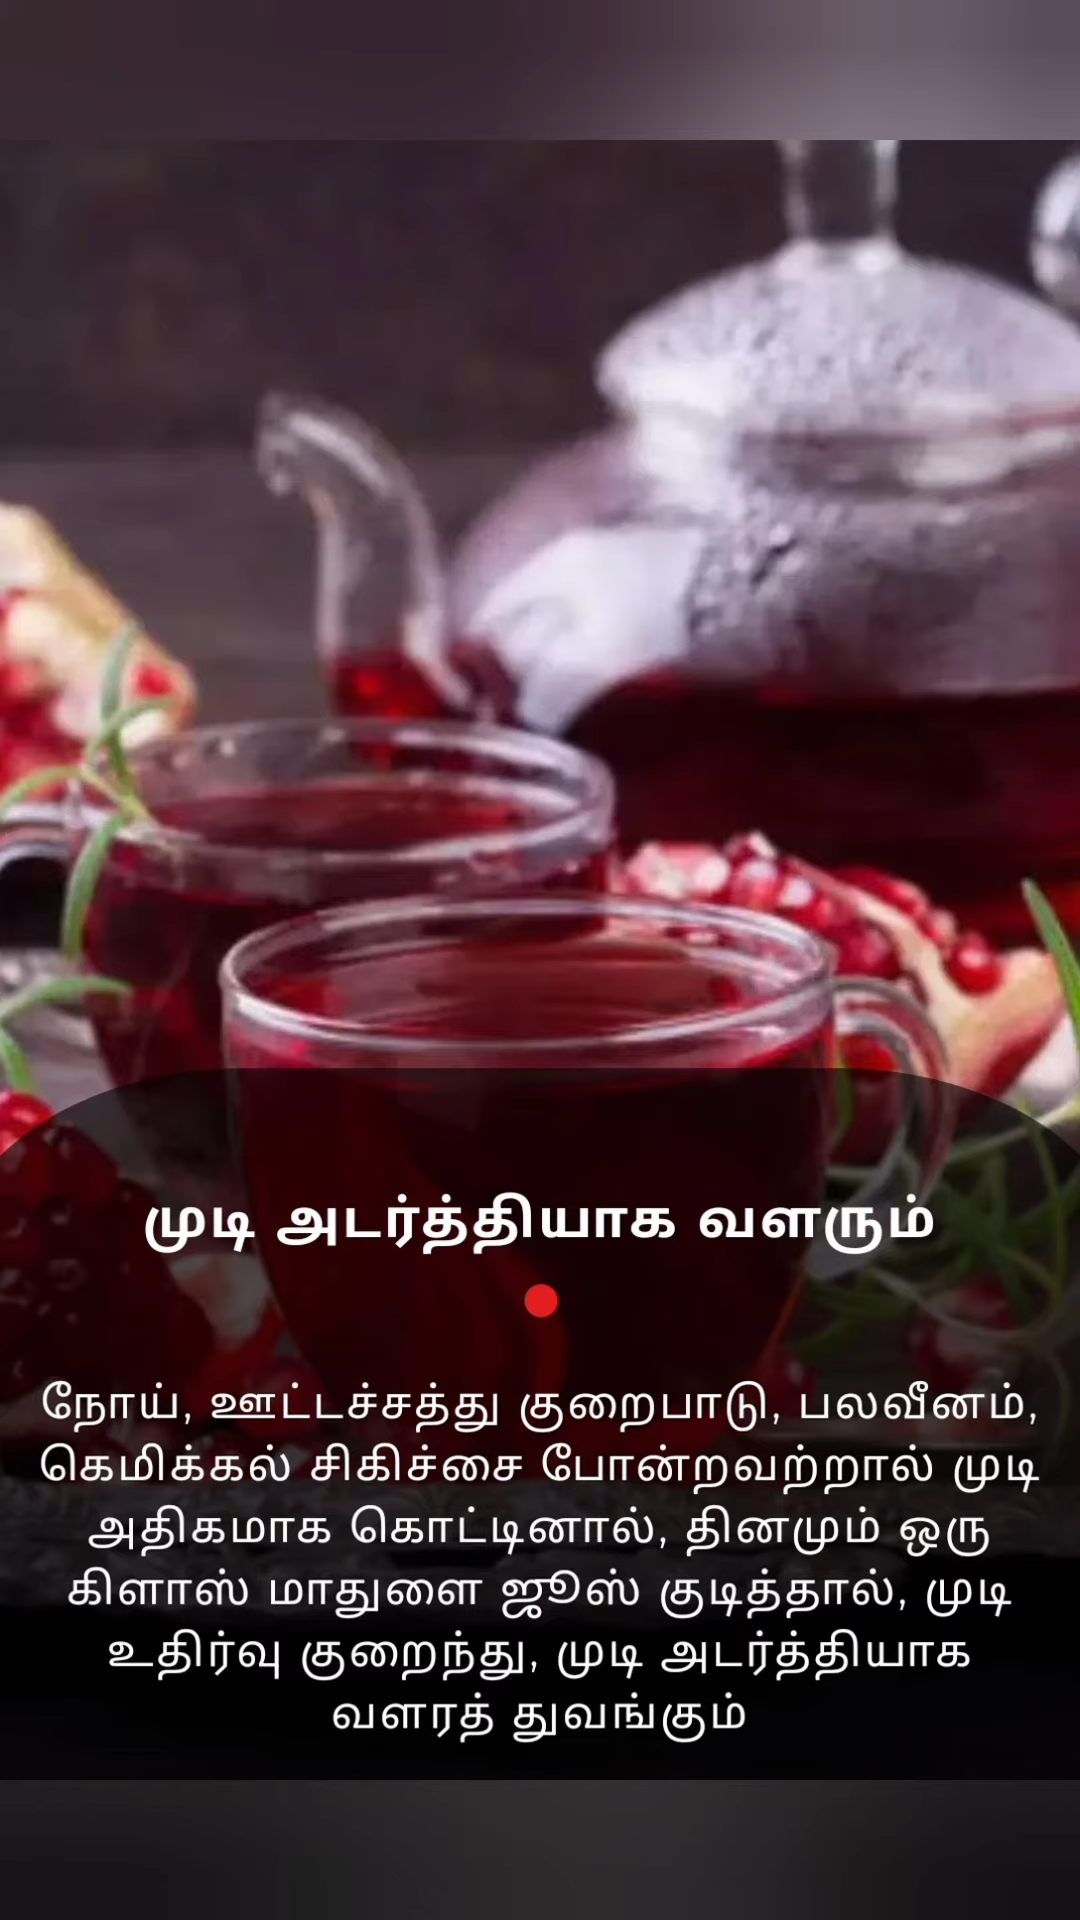 முடி அடர்த்தியாக வளரும்
நோய், ஊட்டச்சத்து குறைபாடு, பலவீனம்,
கெமிக்கல் சிகிச்சை போன்றவற்றால் முடி
அதிகமாக கொட்டினால், தினமும் ஒரு
கிளாஸ் மாதுளை ஜூஸ் குடித்தால், முடி
உதிர்வு குறைந்து, முடி அடர்த்தியாக
வளரத் துவங்கும்